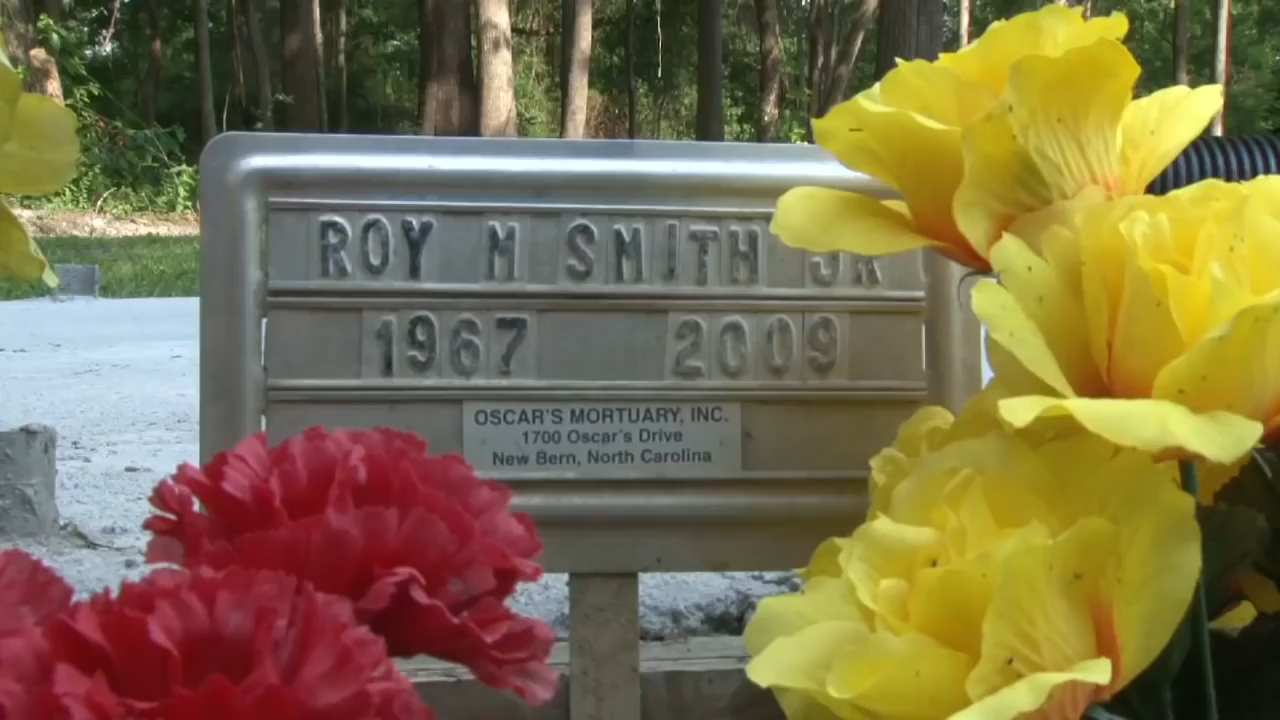 ROY M SMITH JR
1967 2009
OSCAR'S MORTUARY, INC.
1700 Oscar's Drive
New Bern, North Carolina